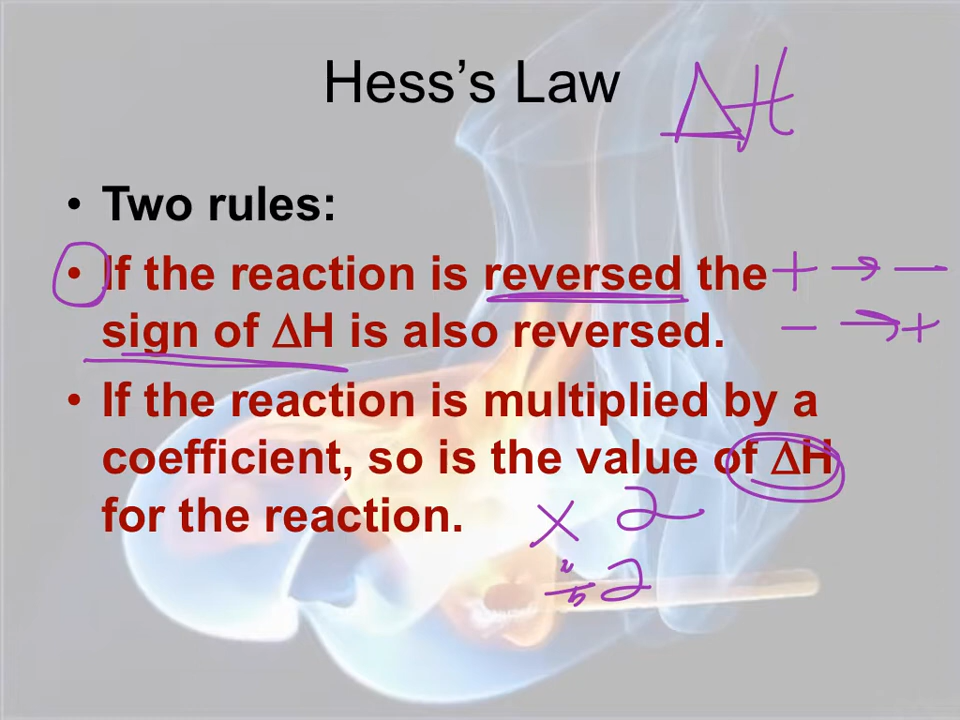 Hess’s Law ΔH
• Two rules:
• If the reaction is reversed the + → −
sign of ΔH is also reversed. − → +
• If the reaction is multiplied by a
coefficient, so is the value of ΔH
for the reaction.
× 2
÷ 2